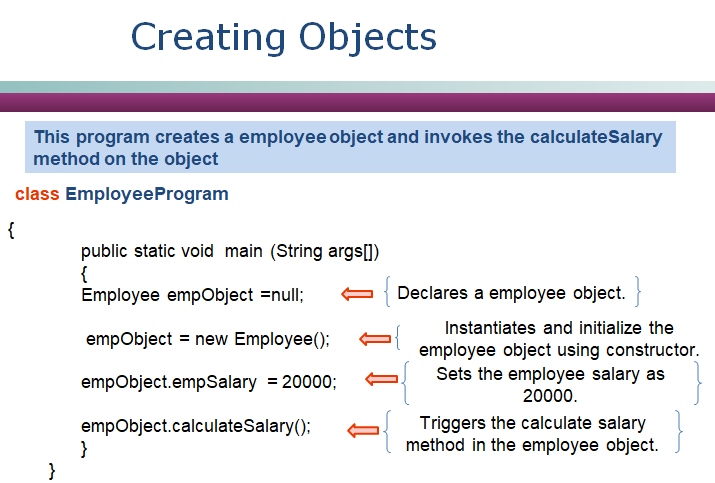 Creating Objects
This program creates a employee object and invokes the calculateSalary
method on the object
class EmployeeProgram
{
public static void main (String args[])
{
Employee empObject =null;
Declares a employee object.
empObject = new Employee();
Instantiates and initialize the
employee object using constructor.
empObject.empSalary = 20000;
Sets the employee salary as
20000.
empObject.calculateSalary();
Triggers the calculate salary
method in the employee object.
}
}